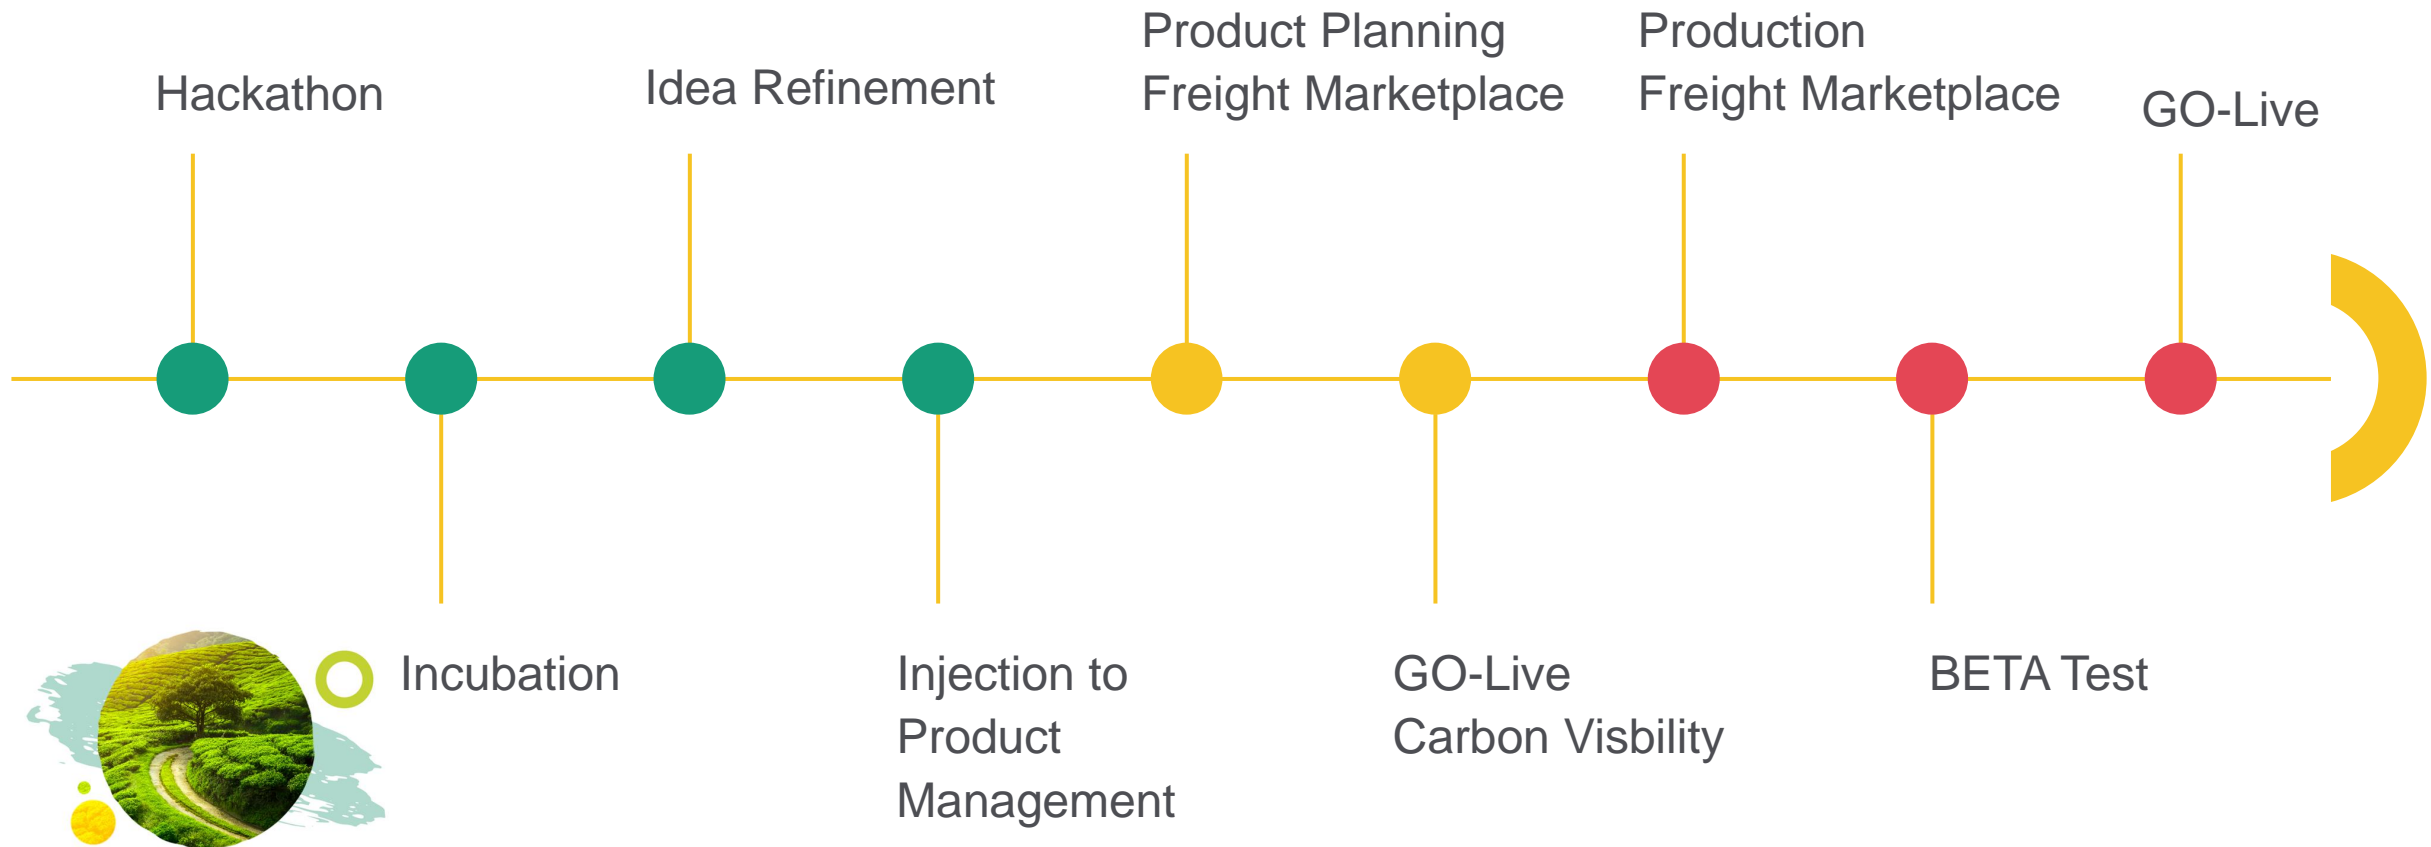 Hackathon
Idea Refinement
Product Planning
Freight Marketplace
Production
Freight Marketplace
GO-Live
Incubation
Injection to
Product
Management
GO-Live
Carbon Visbility
BETA Test